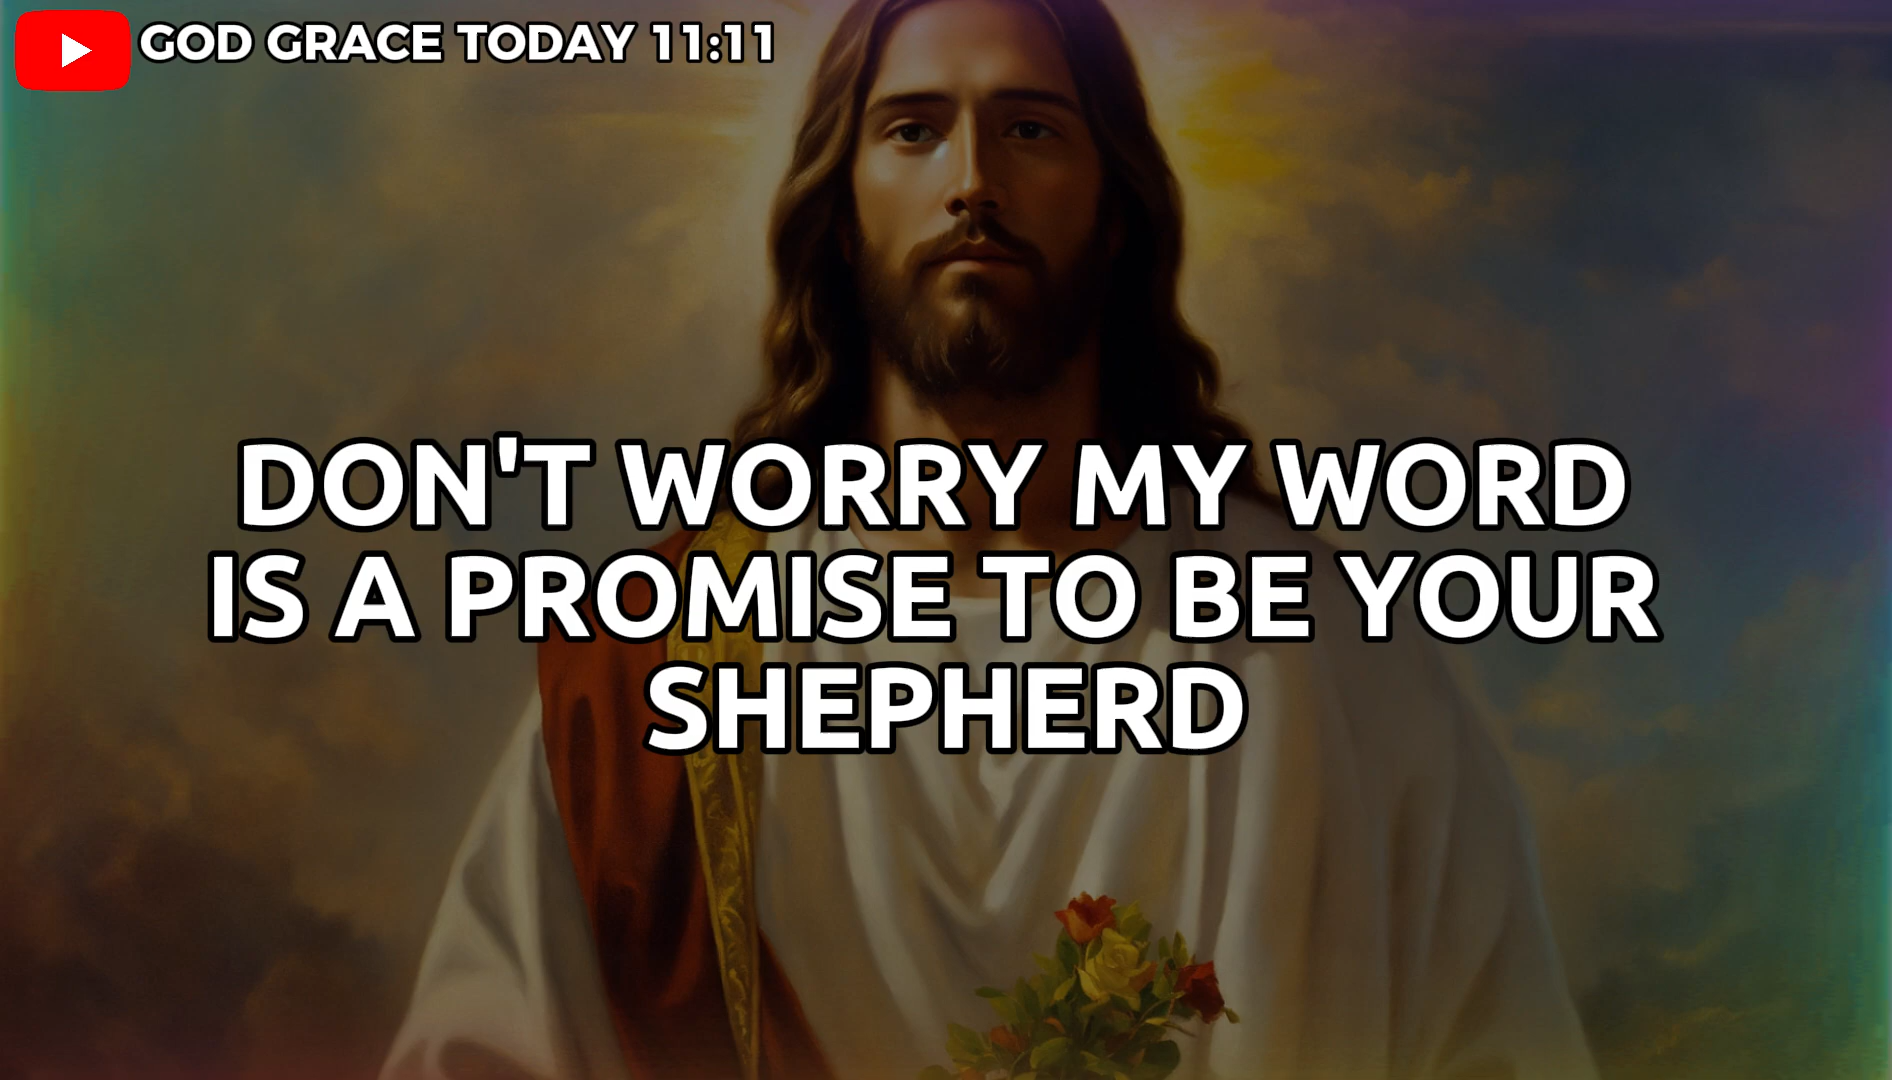 GOD GRACE TODAY 11:11
DON'T WORRY MY WORD
IS A PROMISE TO BE YOUR
SHEPHERD